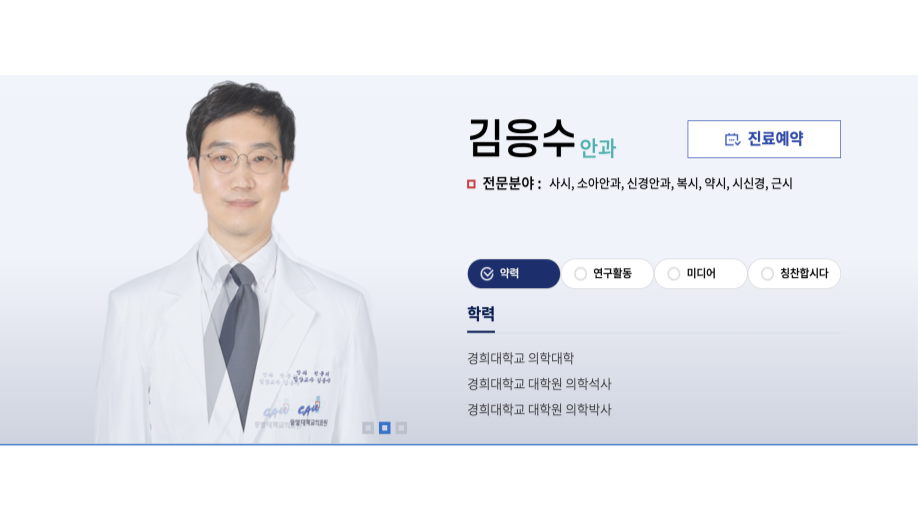 김응수 안과
진료예약
전문분야 : 사시, 소아안과, 신경안과, 복시, 약시, 시신경, 근시
약력
연구활동
미디어
칭찬합시다
학력
경희대학교 의학대학
경희대학교 대학원 의학석사
경희대학교 대학원 의학박사